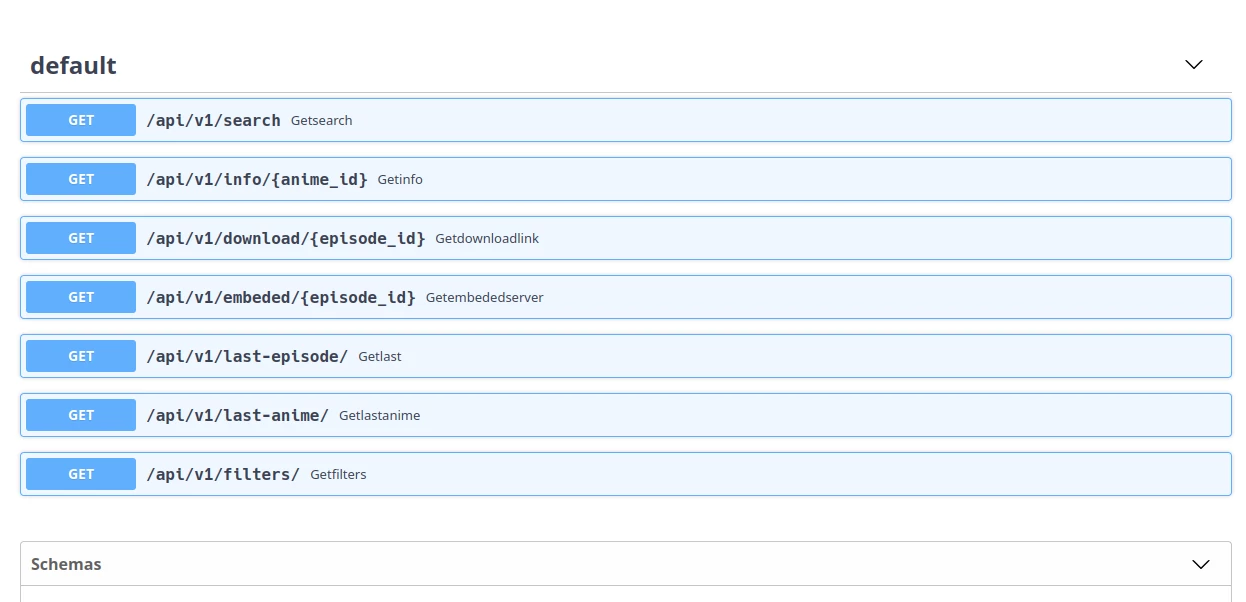 default
GET /api/v1/search Getsearch
GET /api/v1/info/{anime_id} Getinfo
GET /api/v1/download/{episode_id} Getdownloadlink
GET /api/v1/embeded/{episode_id} Getembededserver
GET /api/v1/last-episode/ Getlast
GET /api/v1/last-anime/ Getlastanime
GET /api/v1/filters/ Getfilters
Schemas